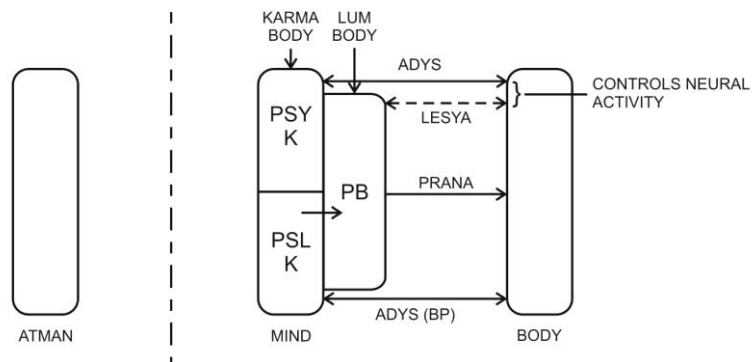 KARMA
BODY
LUM
BODY
ADYS
CONTROLS NEURAL
ACTIVITY
PSY
K
LESYA
PB
PRANA
PSL
K
ADYS (BP)
ATMAN
MIND
BODY